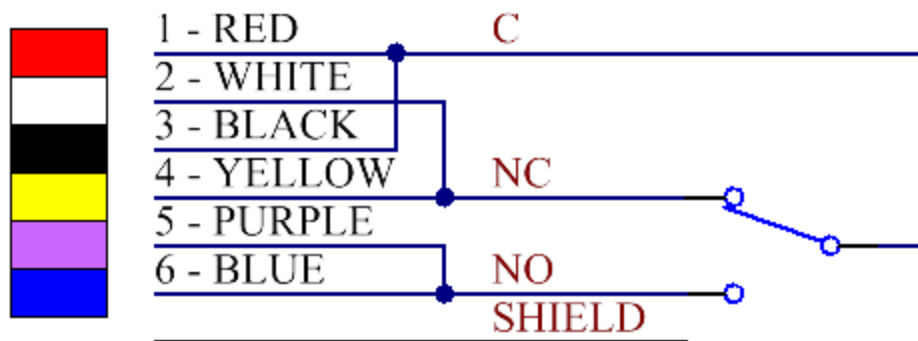 1 - RED C
2 - WHITE
3 - BLACK
4 - YELLOW NC
5 - PURPLE
6 - BLUE NO
SHIELD